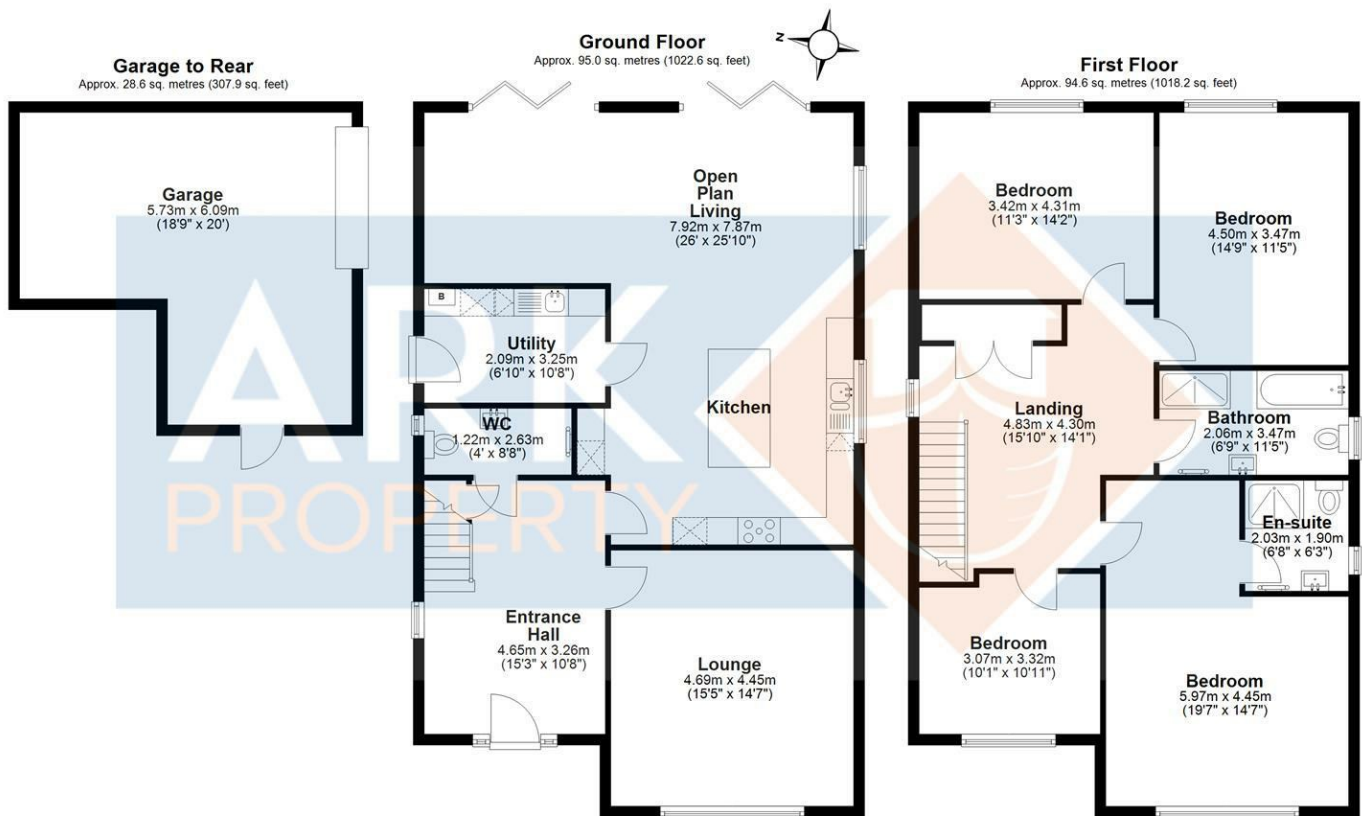 Garage to Rear
Approx. 28.6 sq. metres (307.9 sq. feet)
Garage
5.73m x 6.09m
(18'9" x 20')
Ground Floor
Approx. 95.0 sq. metres (1022.6 sq. feet)
N
Open
Plan
Living
7.92m x 7.87m
(26' x 25'10")
B
Utility
2.09m x 3.25m
(6'10" x 10'8")
WC
1.22m x 2.63m
(4' x 8'8")
Kitchen
Entrance
Hall
4.65m x 3.26m
(15'3" x 10'8")
Lounge
4.69m x 4.45m
(15'5" x 14'7")
First Floor
Approx. 94.6 sq. metres (1018.2 sq. feet)
Bedroom
3.42m x 4.31m
(11'3" x 14'2")
Bedroom
4.50m x 3.47m
(14'9" x 11'5")
Landing
4.83m x 4.30m
(15'10" x 14'1")
Bathroom
2.06m x 3.47m
(6'9" x 11'5")
En-suite
2.03m x 1.90m
(6'8" x 6'3")
Bedroom
3.07m x 3.32m
(10'1" x 10'11")
Bedroom
5.97m x 4.45m
(19'7" x 14'7")
ARK
PROPERTY